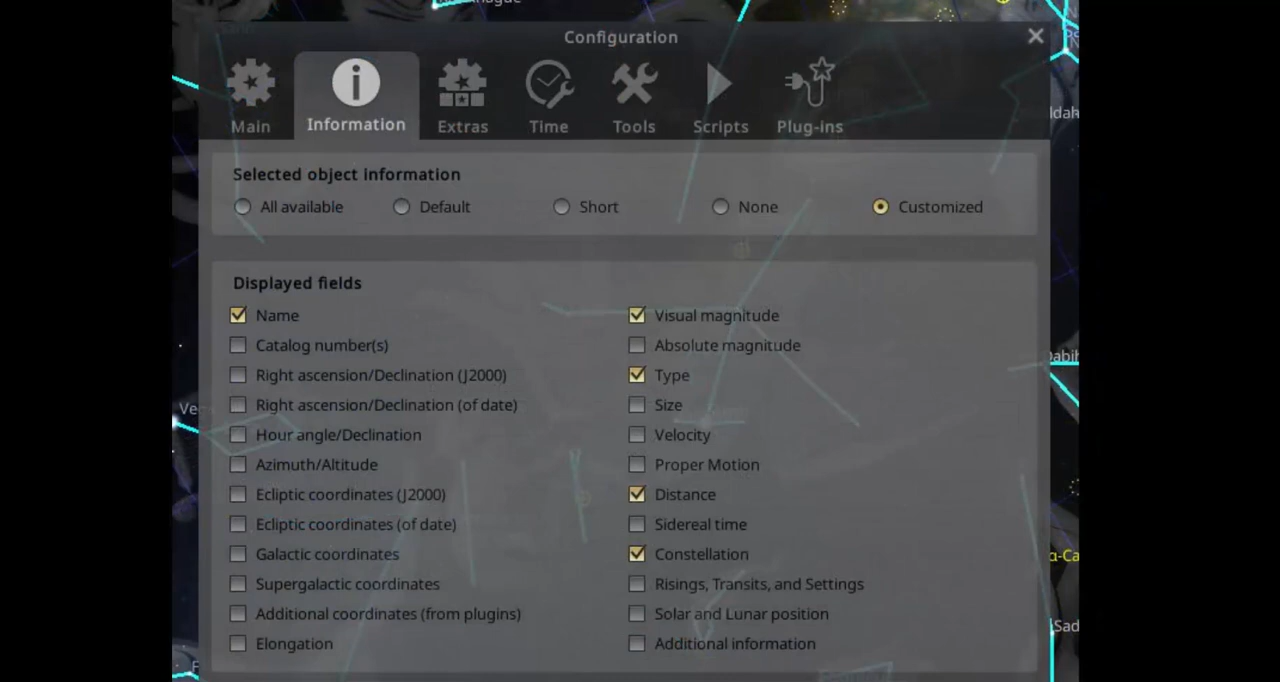 Configuration
Main
Information
Extras
Time
Tools
Scripts
Plug-ins
Selected object information
All available
Default
Short
None
Customized
Displayed fields
Name
Visual magnitude
Catalog number(s)
Absolute magnitude
Right ascension/Declination (J2000)
Type
Right ascension/Declination (of date)
Size
Hour angle/Declination
Velocity
Azimuth/Altitude
Proper Motion
Ecliptic coordinates (J2000)
Distance
Ecliptic coordinates (of date)
Sidereal time
Galactic coordinates
Constellation
Supergalactic coordinates
Risings, Transits, and Settings
Additional coordinates (from plugins)
Solar and Lunar position
Elongation
Additional information
α-Ca
Sad